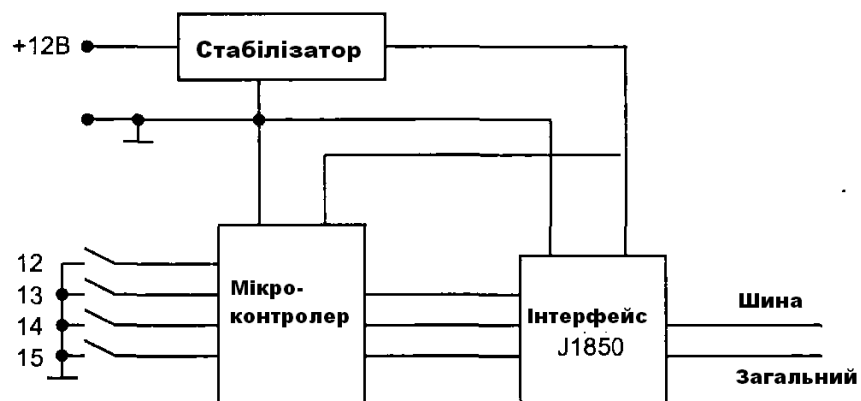 Стабілізатор
+12В
12
13
14
15
Мікро-
контролер
Інтерфейс
J1850
Шина
Загальний